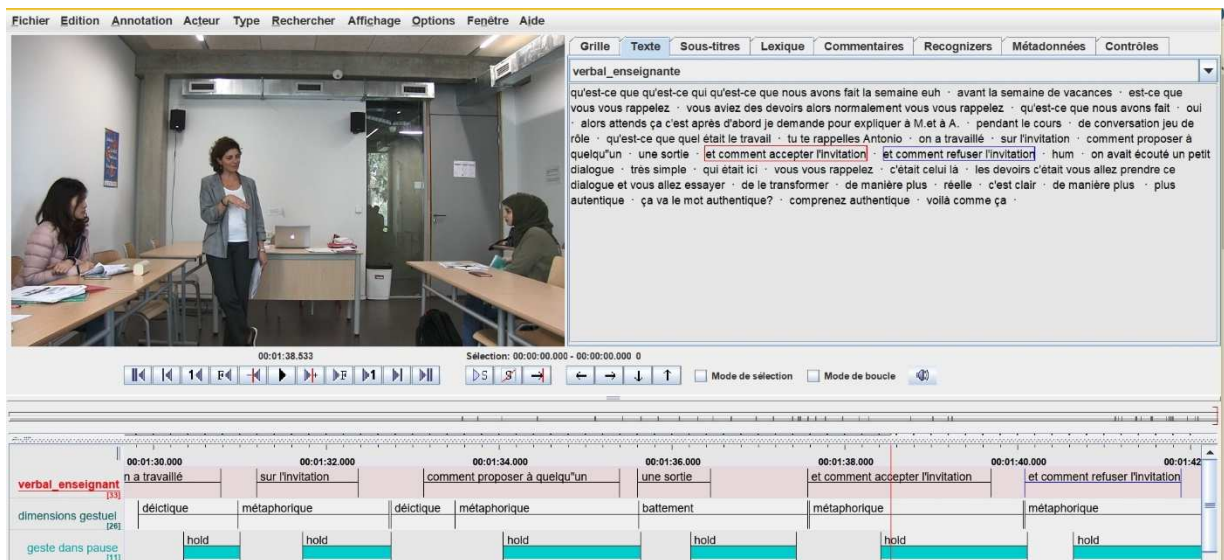 Fichier Edition Annotation Acteur Type Rechercher Affichage Options Fenêtre Aide
Grille Texte Sous-titres Lexique Commentaires Recognizers Métadonnées Contrôles
verbal_enseignante
qu'est-ce que qu'est-ce qui qu'est-ce que nous avons fait la semaine euh · avant la semaine de vacances · est-ce que
vous vous rappelez · vous aviez des devoirs alors normalement vous vous rappelez · qu'est-ce que nous avons fait · oui
· alors attends ça c'est après d'abord je demande pour expliquer à M.et à A. · pendant le cours · de conversation jeu de
rôle · qu'est-ce que quel était le travail · tu te rappelles Antonio · on a travaillé · sur l'invitation · comment proposer à
quelqu"un · une sortie · et comment accepter l'invitation · et comment refuser l'invitation · hum · on avait écouté un petit
dialogue · très simple · qui était ici · vous vous rappelez · c'était celui là · les devoirs c'était vous allez prendre ce
dialogue et vous allez essayer · de le transformer · de manière plus · réelle · c'est clair · de manière plus · plus
autentique · ça va le mot authentique? · comprenez authentique · voilà comme ça ·
00:01:38.533 Sélection: 00:00:00.000 - 00:00:00.000 0
1 F F 1 S S Mode de sélection Mode de boucle
00:01:30.000 00:01:32.000 00:01:34.000 00:01:36.000 00:01:38.000 00:01:40.000 00:01:42
verbal_enseignant n a travaillé sur l'invitation comment proposer à quelqu"un une sortie et comment accepter l'invitation et comment refuser l'invitation
[33]
dimensions gestuel déictique métaphorique déictique métaphorique battement métaphorique métaphorique
[26]
geste dans pause hold hold hold hold hold hold
[11]